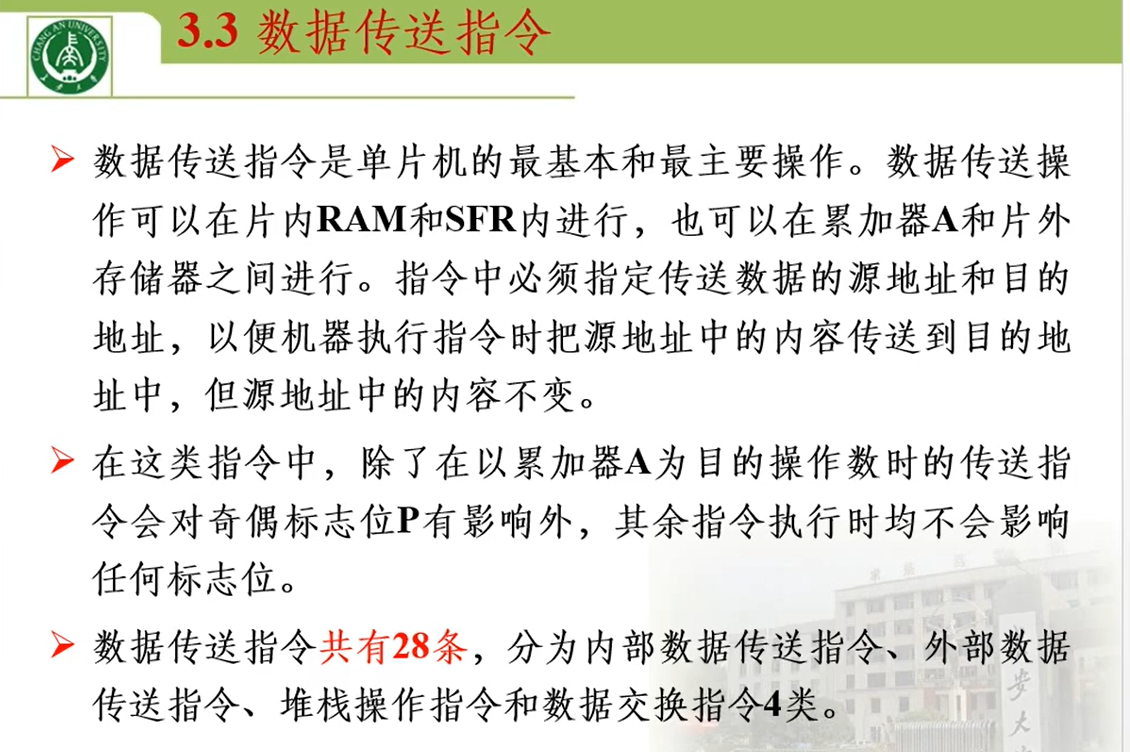 3.3 数据传送指令
CHANG AN UNIVERSITY
➢ 数据传送指令是单片机的最基本和最主要操作。数据传送操
作可以在片内RAM和SFR内进行，也可以在累加器A和片外
存储器之间进行。指令中必须指定传送数据的源地址和目的
地址，以便机器执行指令时把源地址中的内容传送到目的地
址中，但源地址中的内容不变。
➢ 在这类指令中，除了在以累加器A为目的操作数时的传送指
令会对奇偶标志位P有影响外，其余指令执行时均不会影响
任何标志位。
➢ 数据传送指令共有28条，分为内部数据传送指令、外部数据
传送指令、堆栈操作指令和数据交换指令4类。
安大